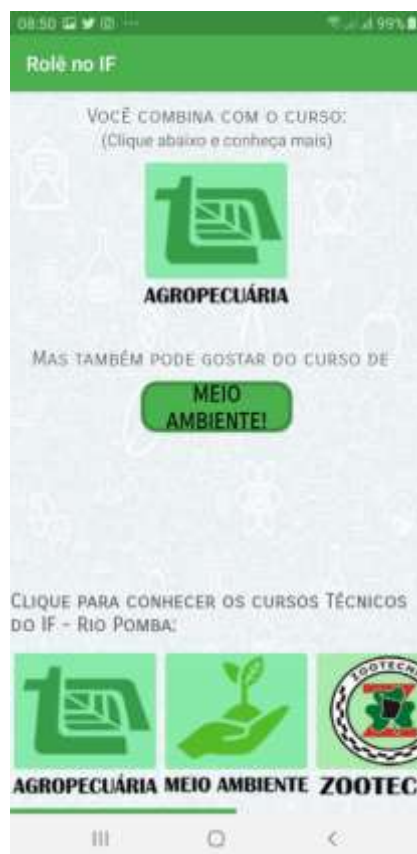 08:50
99%
Rolê no IF
VOCÊ COMBINA COM O CURSO:
(Clique abaixo e conheça mais)
AGROPECUÁRIA
MAS TAMBÉM PODE GOSTAR DO CURSO DE
MEIO
AMBIENTE!
CLIQUE PARA CONHECER OS CURSOS TÉCNICOS
DO IF - RIO POMBA:
ZOOTECN
AGROPECUÁRIA MEIO AMBIENTE ZOOTEC